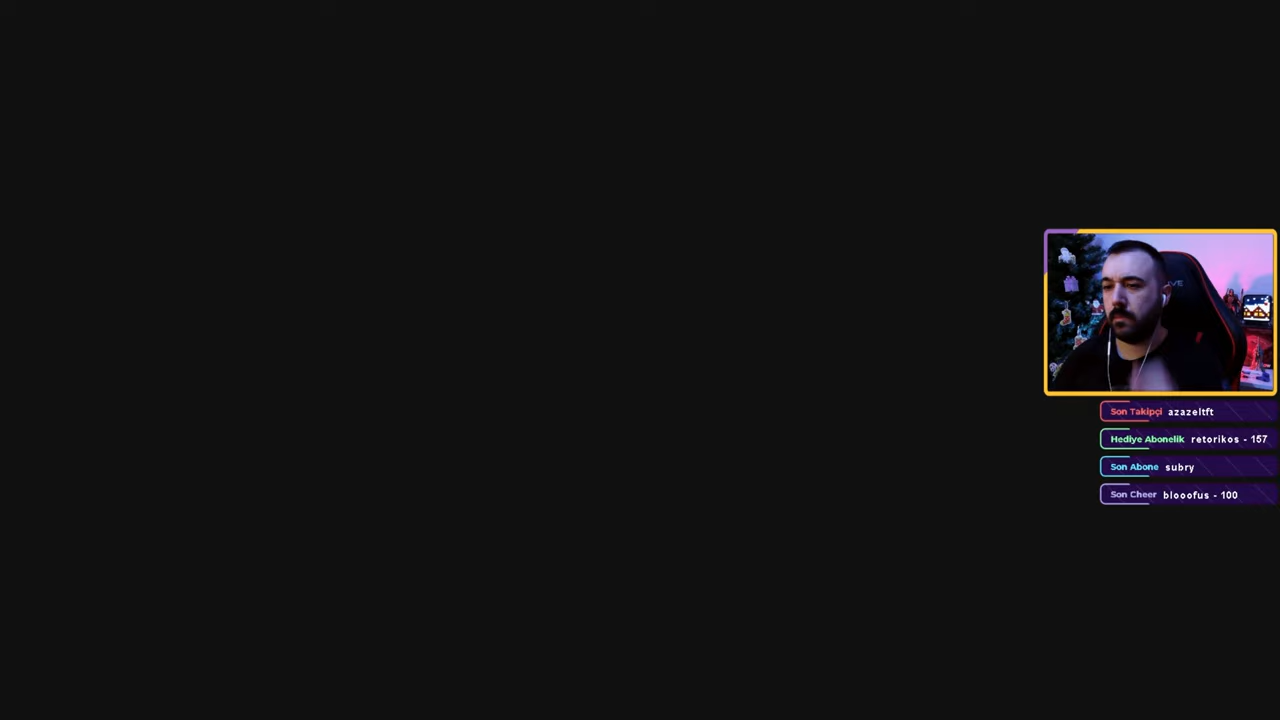 Son Takipçi azazeltft
Hediye Abonelik retorikos - 157
Son Abone subry
Son Cheer blooofus - 100